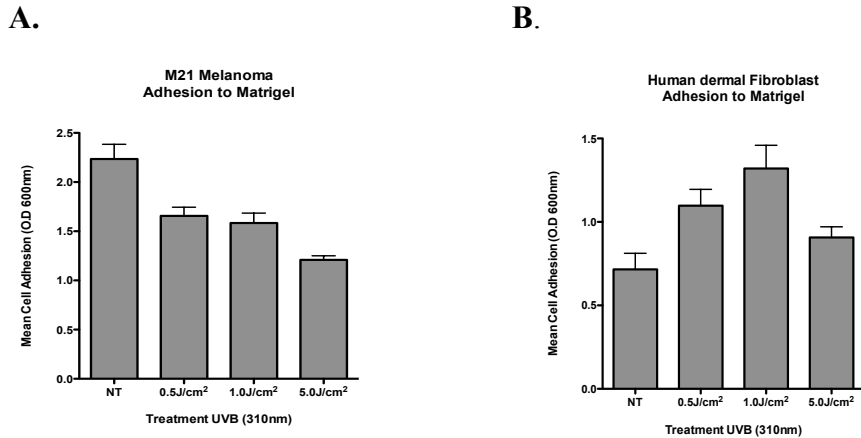 A.
M21 Melanoma
Adhesion to Matrigel
Mean Cell Adhesion (O.D 600nm)
2.5
2.0
1.5
1.0
0.5
0.0
NT 0.5J/cm² 1.0J/cm² 5.0J/cm²
Treatment UVB (310nm)
B.
Human dermal Fibroblast
Adhesion to Matrigel
Mean Cell Adhesion (O.D 600nm)
1.5
1.0
0.5
0.0
NT 0.5J/cm² 1.0J/cm² 5.0J/cm²
Treatment UVB (310nm)